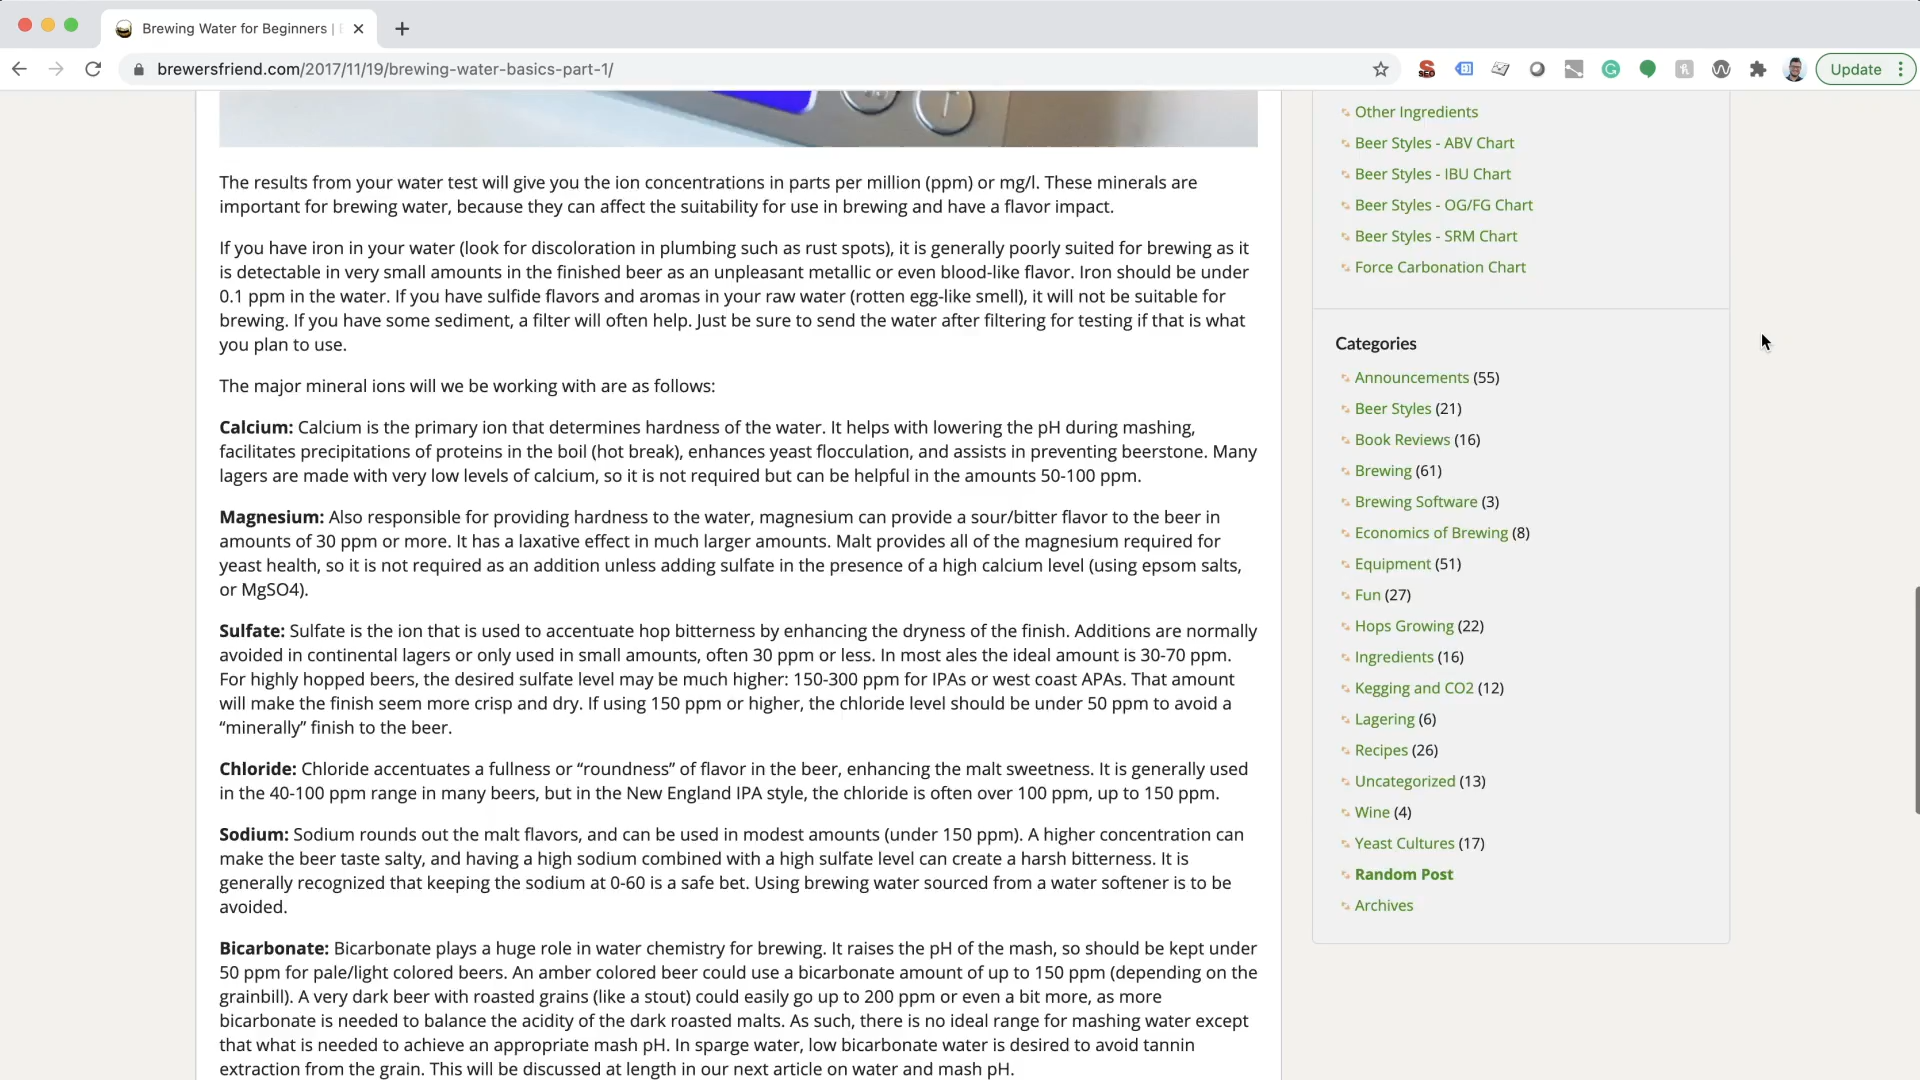 Brewing Water for Beginners |
brewersfriend.com/2017/11/19/brewing-water-basics-part-1/
SEO
Update
The results from your water test will give you the ion concentrations in parts per million (ppm) or mg/l. These minerals are
important for brewing water, because they can affect the suitability for use in brewing and have a flavor impact.
If you have iron in your water (look for discoloration in plumbing such as rust spots), it is generally poorly suited for brewing as it
is detectable in very small amounts in the finished beer as an unpleasant metallic or even blood-like flavor. Iron should be under
0.1 ppm in the water. If you have sulfide flavors and aromas in your raw water (rotten egg-like smell), it will not be suitable for
brewing. If you have some sediment, a filter will often help. Just be sure to send the water after filtering for testing if that is what
you plan to use.
The major mineral ions will we be working with are as follows:
Calcium: Calcium is the primary ion that determines hardness of the water. It helps with lowering the pH during mashing,
facilitates precipitations of proteins in the boil (hot break), enhances yeast flocculation, and assists in preventing beerstone. Many
lagers are made with very low levels of calcium, so it is not required but can be helpful in the amounts 50-100 ppm.
Magnesium: Also responsible for providing hardness to the water, magnesium can provide a sour/bitter flavor to the beer in
amounts of 30 ppm or more. It has a laxative effect in much larger amounts. Malt provides all of the magnesium required for
yeast health, so it is not required as an addition unless adding sulfate in the presence of a high calcium level (using epsom salts,
or MgSO4).
Sulfate: Sulfate is the ion that is used to accentuate hop bitterness by enhancing the dryness of the finish. Additions are normally
avoided in continental lagers or only used in small amounts, often 30 ppm or less. In most ales the ideal amount is 30-70 ppm.
For highly hopped beers, the desired sulfate level may be much higher: 150-300 ppm for IPAs or west coast APAs. That amount
will make the finish seem more crisp and dry. If using 150 ppm or higher, the chloride level should be under 50 ppm to avoid a
“minerally” finish to the beer.
Chloride: Chloride accentuates a fullness or “roundness” of flavor in the beer, enhancing the malt sweetness. It is generally used
in the 40-100 ppm range in many beers, but in the New England IPA style, the chloride is often over 100 ppm, up to 150 ppm.
Sodium: Sodium rounds out the malt flavors, and can be used in modest amounts (under 150 ppm). A higher concentration can
make the beer taste salty, and having a high sodium combined with a high sulfate level can create a harsh bitterness. It is
generally recognized that keeping the sodium at 0-60 is a safe bet. Using brewing water sourced from a water softener is to be
avoided.
Bicarbonate: Bicarbonate plays a huge role in water chemistry for brewing. It raises the pH of the mash, so should be kept under
50 ppm for pale/light colored beers. An amber colored beer could use a bicarbonate amount of up to 150 ppm (depending on the
grainbill). A very dark beer with roasted grains (like a stout) could easily go up to 200 ppm or even a bit more, as more
bicarbonate is needed to balance the acidity of the dark roasted malts. As such, there is no ideal range for mashing water except
that what is needed to achieve an appropriate mash pH. In sparge water, low bicarbonate water is desired to avoid tannin
extraction from the grain. This will be discussed at length in our next article on water and mash pH.
Other Ingredients
Beer Styles - ABV Chart
Beer Styles - IBU Chart
Beer Styles - OG/FG Chart
Beer Styles - SRM Chart
Force Carbonation Chart
Categories
Announcements (55)
Beer Styles (21)
Book Reviews (16)
Brewing (61)
Brewing Software (3)
Economics of Brewing (8)
Equipment (51)
Fun (27)
Hops Growing (22)
Ingredients (16)
Kegging and CO2 (12)
Lagering (6)
Recipes (26)
Uncategorized (13)
Wine (4)
Yeast Cultures (17)
Random Post
Archives